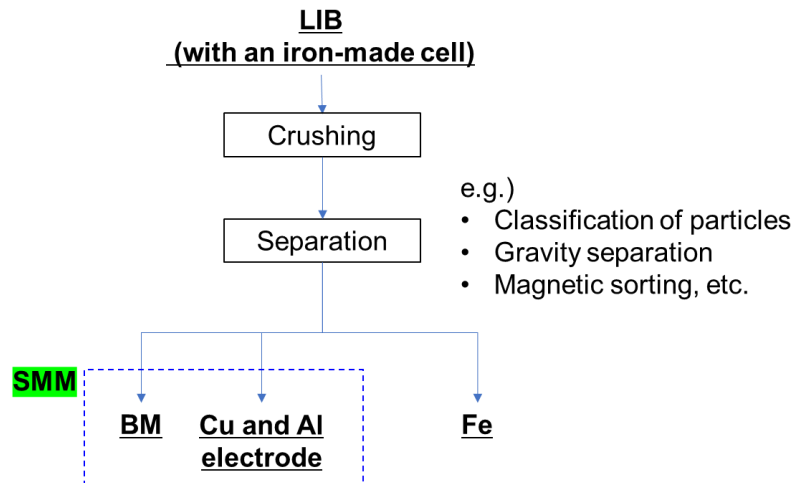 LIB
(with an iron-made cell)
Crushing
e.g.)
• Classification of particles
Separation
• Gravity separation
• Magnetic sorting, etc.
SMM
BM
Cu and Al
electrode
Fe